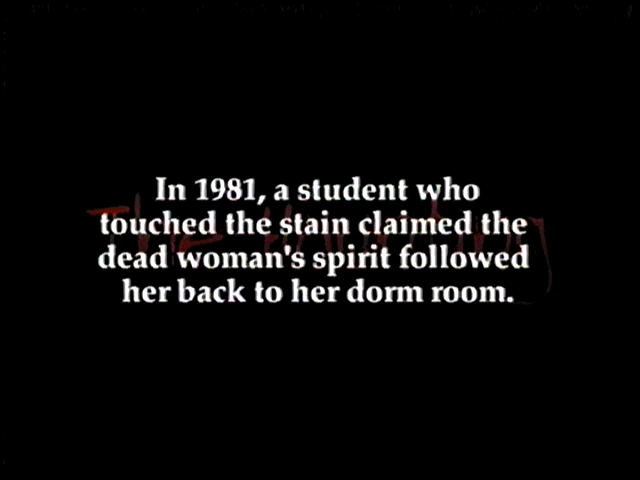 In 1981, a student who
touched the stain claimed the
dead woman's spirit followed
her back to her dorm room.